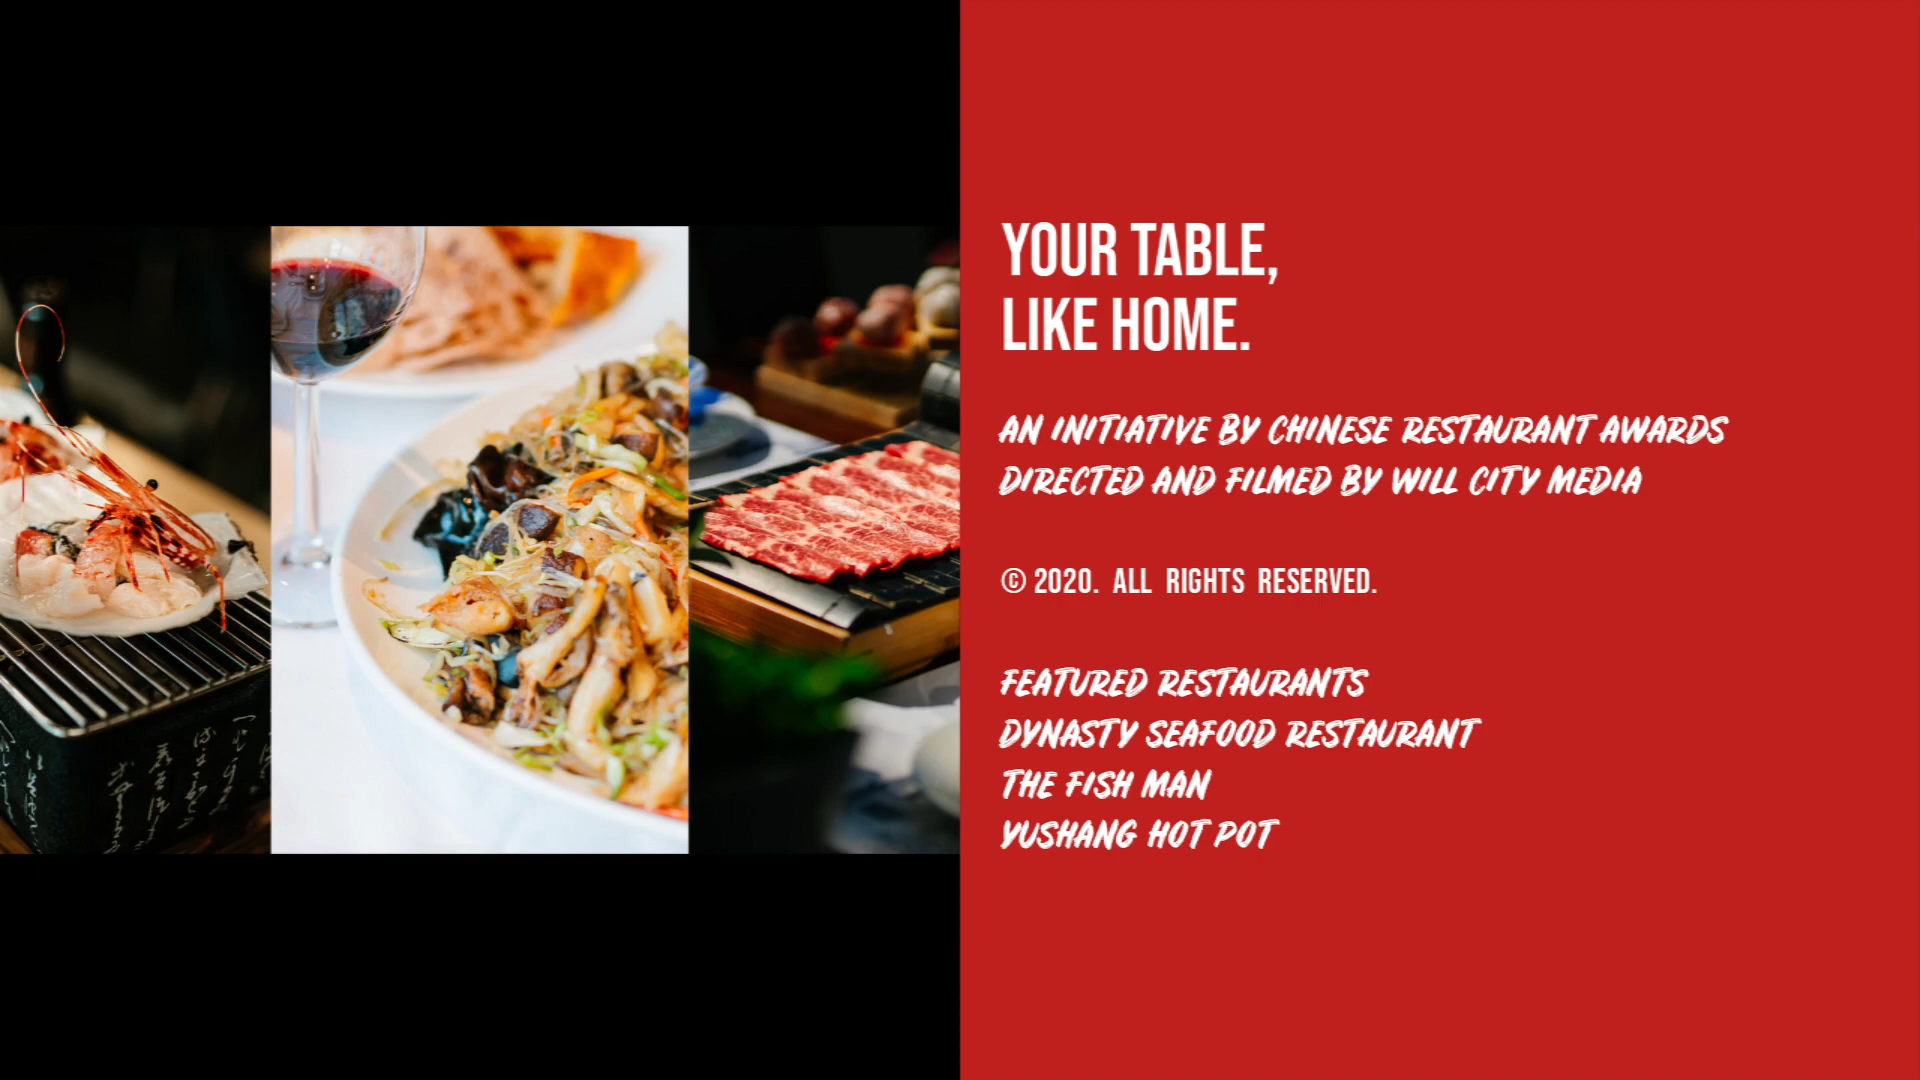 YOUR TABLE,
LIKE HOME.
AN INITIATIVE BY CHINESE RESTAURANT AWARDS
DIRECTED AND FILMED BY WILL CITY MEDIA
© 2020. ALL RIGHTS RESERVED.
FEATURED RESTAURANTS
DYNASTY SEAFOOD RESTAURANT
THE FISH MAN
YUSHANG HOT POT